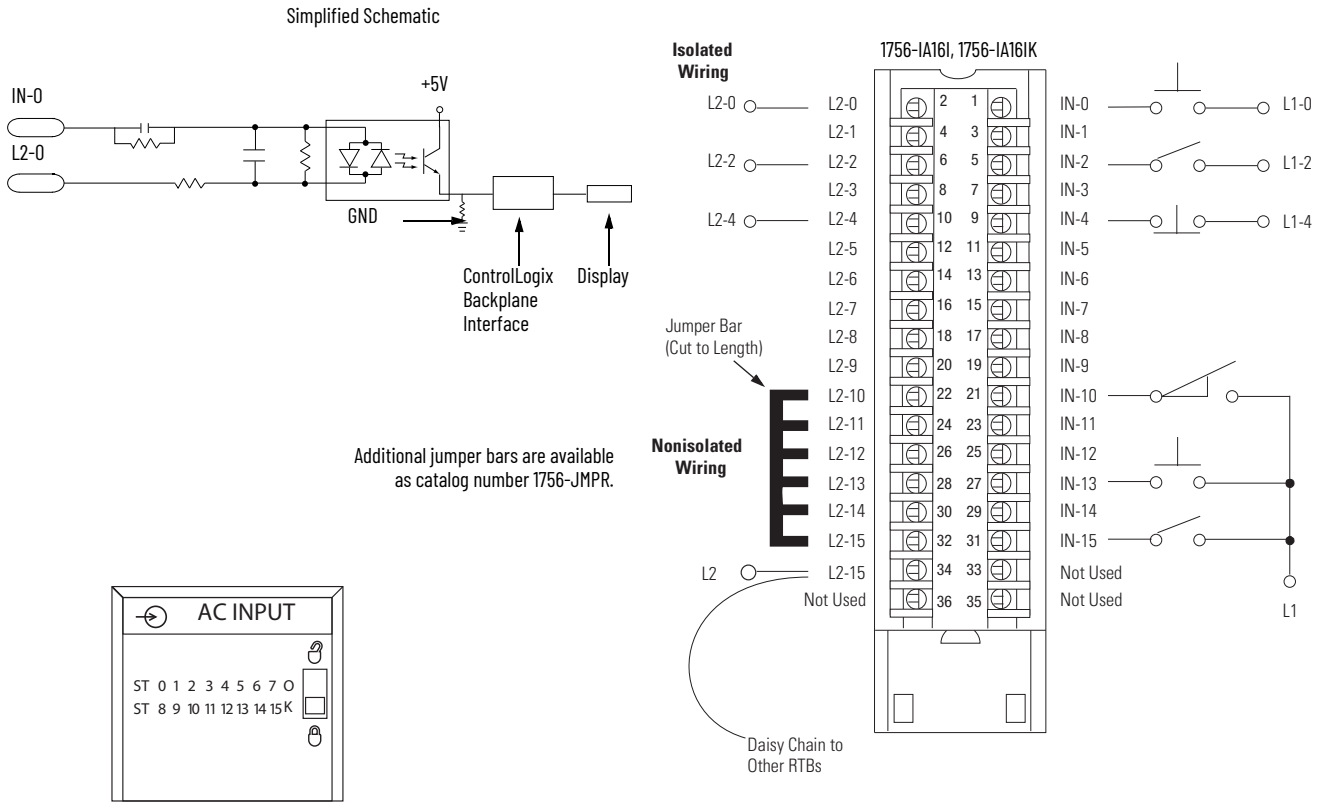 Simplified Schematic
IN-0
L2-0
+5V
GND
ControlLogix
Backplane
Interface
Display
Additional jumper bars are available
as catalog number 1756-JMPR.
AC INPUT
ST 0 1 2 3 4 5 6 7 O
ST 8 9 10 11 12 13 14 15 K
1756-IA16I, 1756-IA16IK
Isolated
Wiring
L2-0 L2-0 2 1 IN-0 L1-0
L2-1 4 3 IN-1
L2-2 L2-2 6 5 IN-2 L1-2
L2-3 8 7 IN-3
L2-4 L2-4 10 9 IN-4 L1-4
L2-5 12 11 IN-5
L2-6 14 13 IN-6
L2-7 16 15 IN-7
L2-8 18 17 IN-8
L2-9 20 19 IN-9
Jumper Bar
(Cut to Length)
L2-10 22 21 IN-10
L2-11 24 23 IN-11
Nonisolated
Wiring
L2-12 26 25 IN-12
L2-13 28 27 IN-13
L2-14 30 29 IN-14
L2-15 32 31 IN-15
L2 L2-15 34 33 Not Used
Not Used 36 35 Not Used
L1
Daisy Chain to
Other RTBs